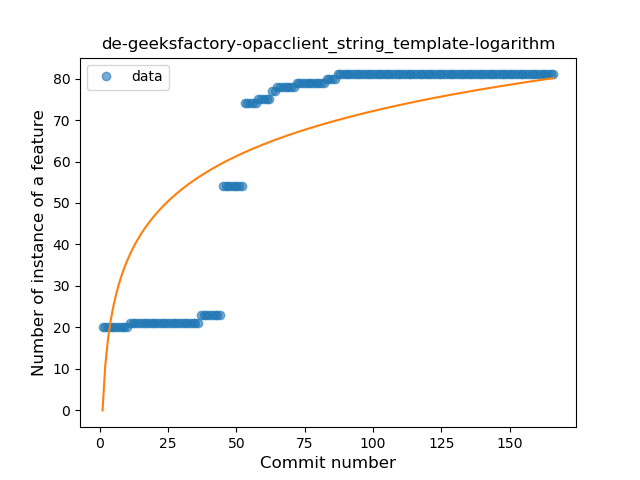 de-geeksfactory-opacclient_string_template-logarithm
data
Number of instance of a feature
80
70
60
50
40
30
20
10
0
0 25 50 75 100 125 150
Commit number